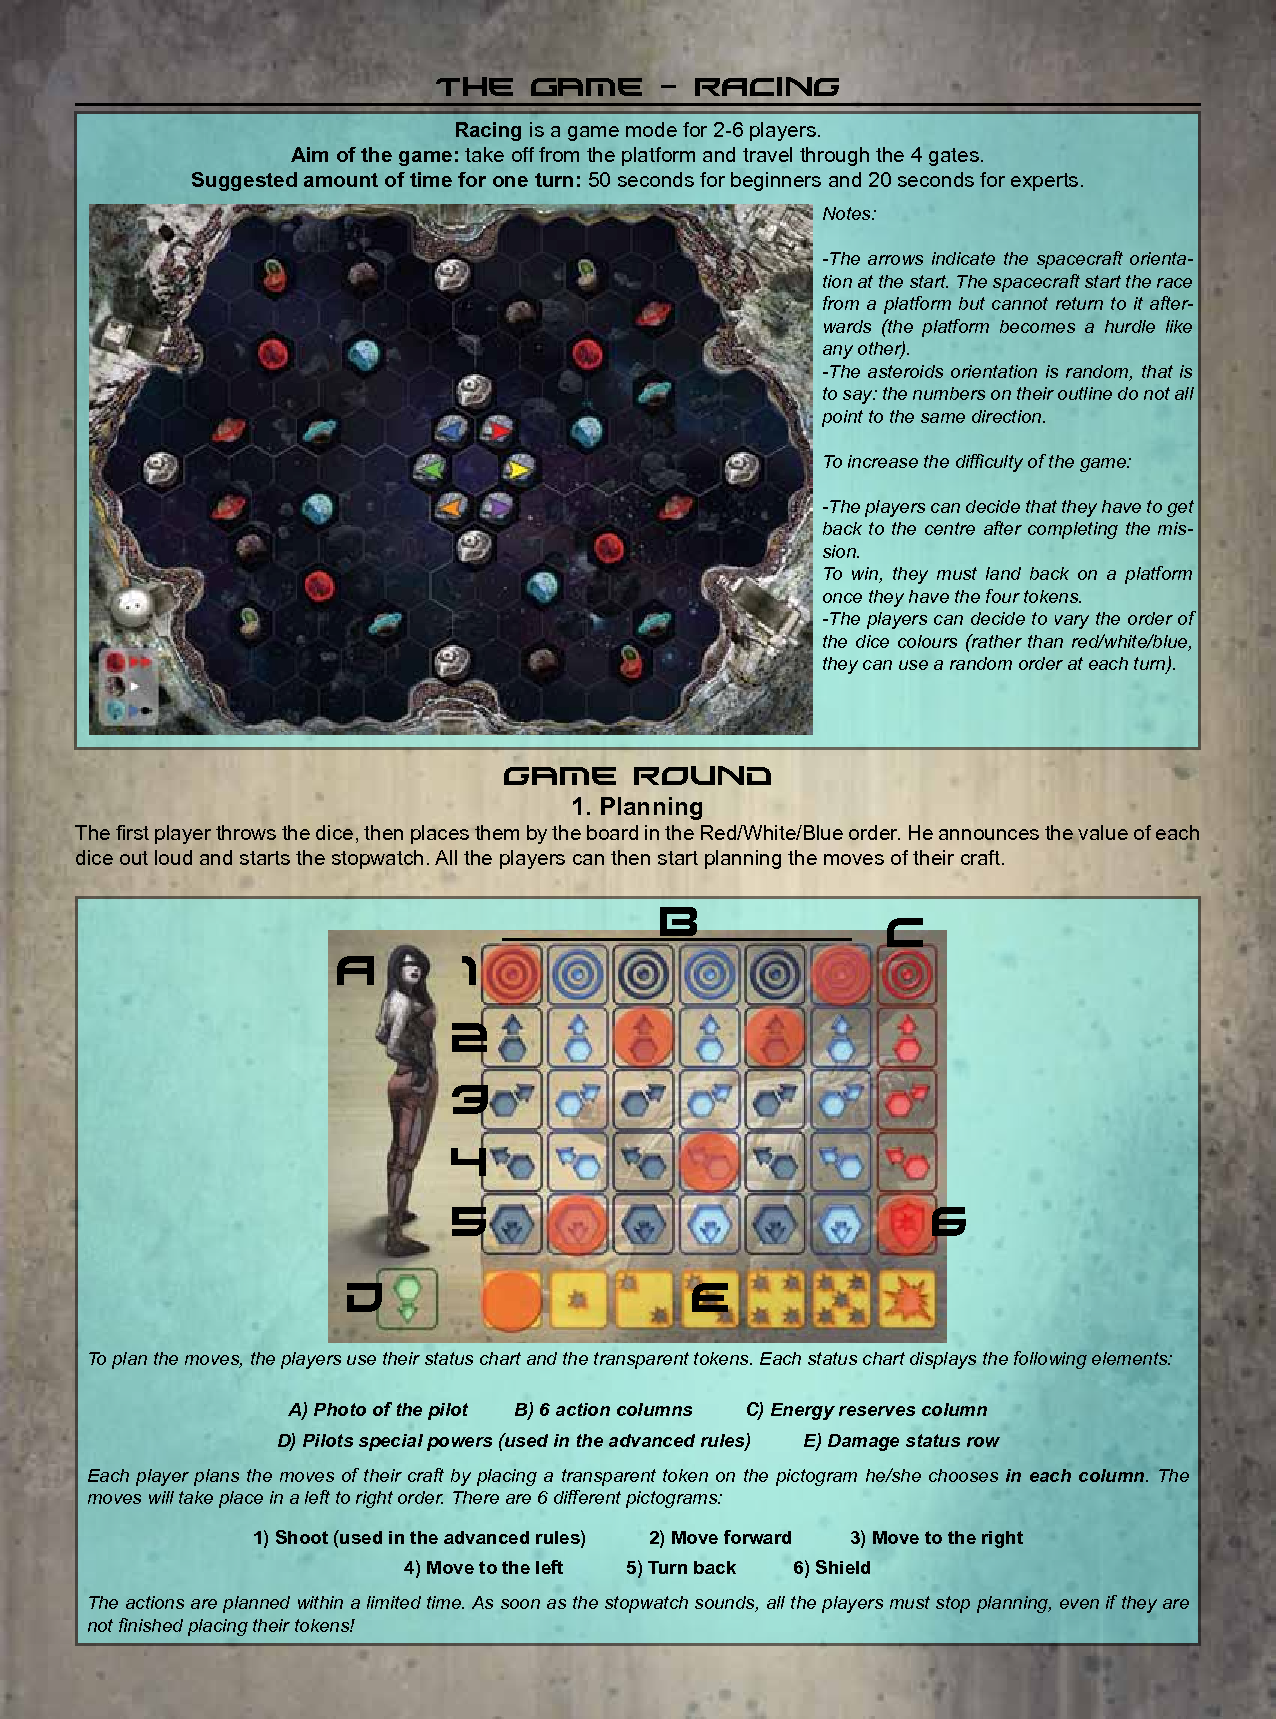 THE GAME - RACING
Racing is a game mode for 2-6 players.
Aim of the game: take off from the platform and travel through the 4 gates.
Suggested amount of time for one turn: 50 seconds for beginners and 20 seconds for experts.
Notes:
-The arrows indicate the spacecraft orienta-
tion at the start. The spacecraft start the race
from a platform but cannot return to it after-
wards (the platform becomes a hurdle like
any other).
-The asteroids orientation is random, that is
to say: the numbers on their outline do not all
point to the same direction.
To increase the difficulty of the game:
-The players can decide that they have to get
back to the centre after completing the mis-
sion.
To win, they must land back on a platform
once they have the four tokens.
-The players can decide to vary the order of
the dice colours (rather than red/white/blue,
they can use a random order at each turn).
GAME ROUND
1. Planning
The first player throws the dice, then places them by the board in the Red/White/Blue order. He announces the value of each
dice out loud and starts the stopwatch. All the players can then start planning the moves of their craft.
B
C
A 1
2
3
4
5 6
D E
To plan the moves, the players use their status chart and the transparent tokens. Each status chart displays the following elements:
A) Photo of the pilot B) 6 action columns C) Energy reserves column
D) Pilots special powers (used in the advanced rules) E) Damage status row
Each player plans the moves of their craft by placing a transparent token on the pictogram he/she chooses in each column. The
moves will take place in a left to right order. There are 6 different pictograms:
1) Shoot (used in the advanced rules) 2) Move forward 3) Move to the right
4) Move to the left 5) Turn back 6) Shield
The actions are planned within a limited time. As soon as the stopwatch sounds, all the players must stop planning, even if they are
not finished placing their tokens!